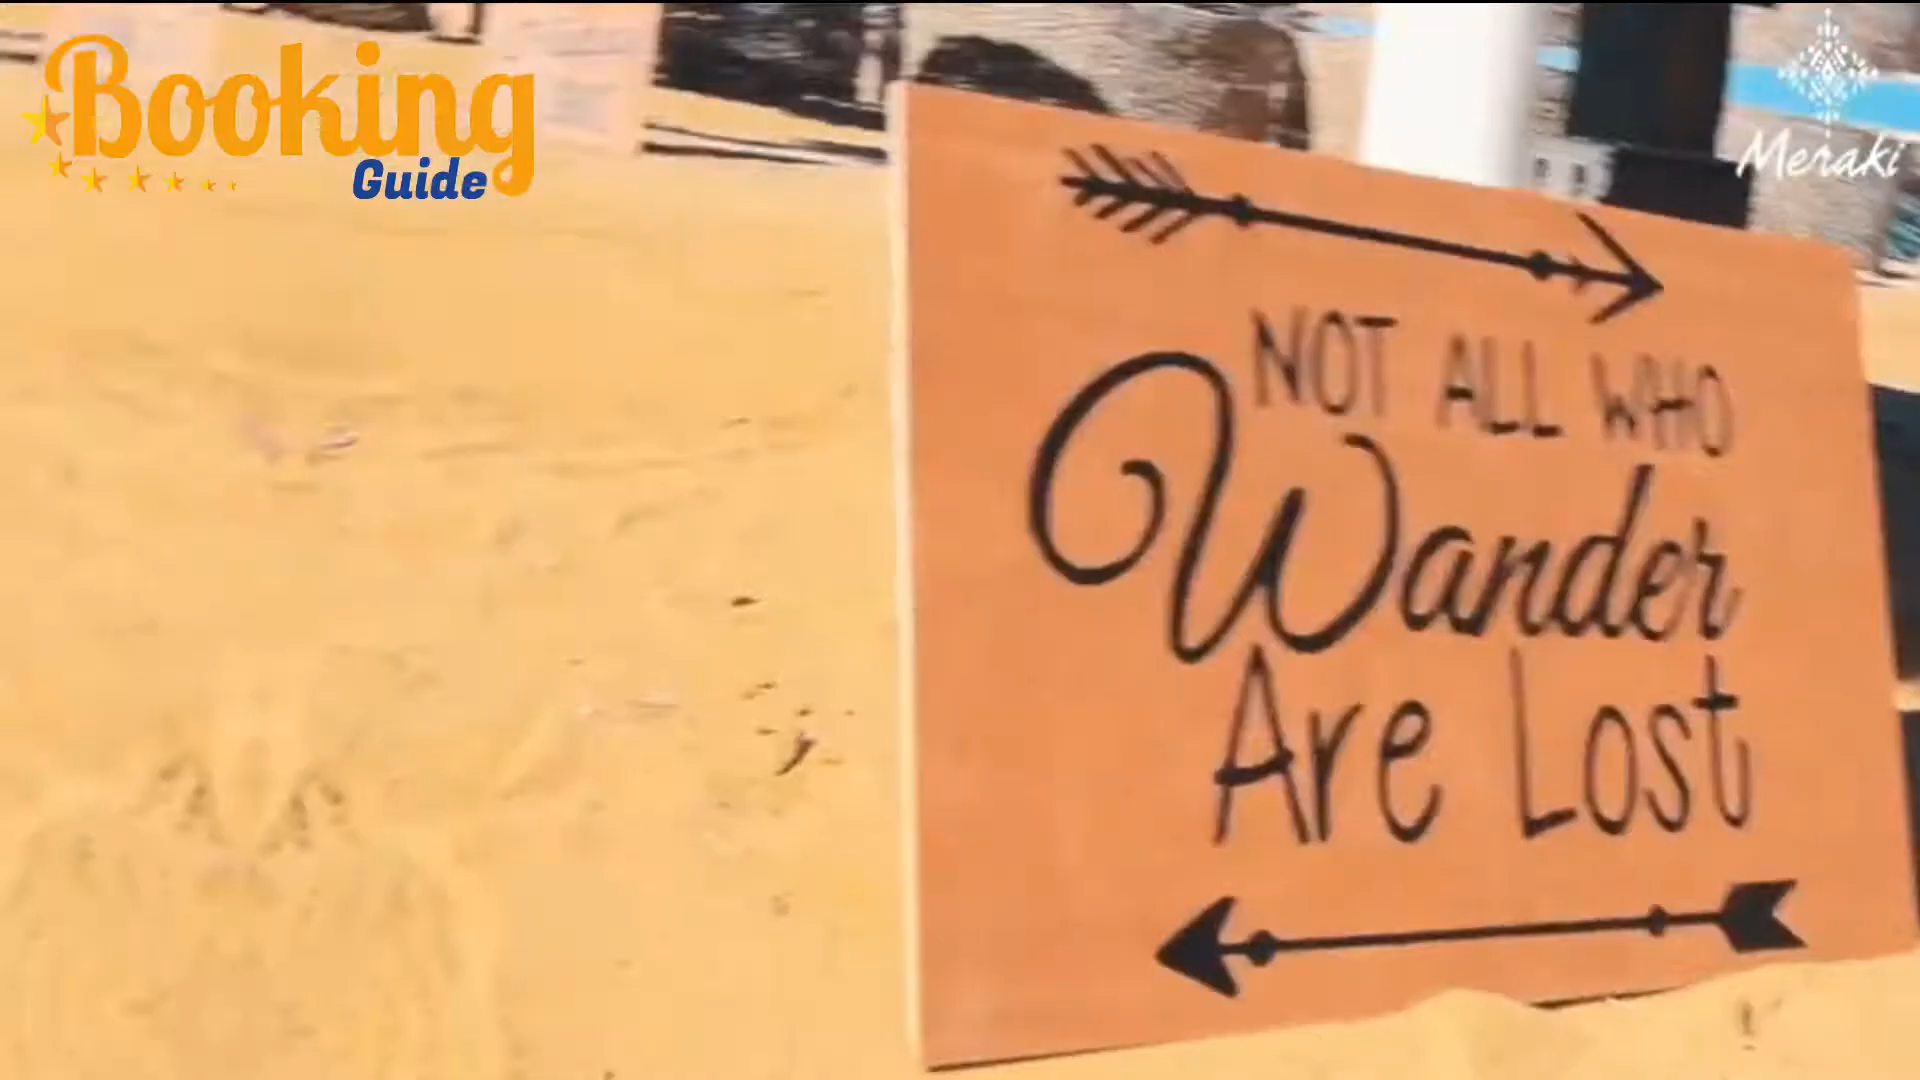 Booking
Guide
Meraki
NOT ALL WHO
Wander
Are Lost